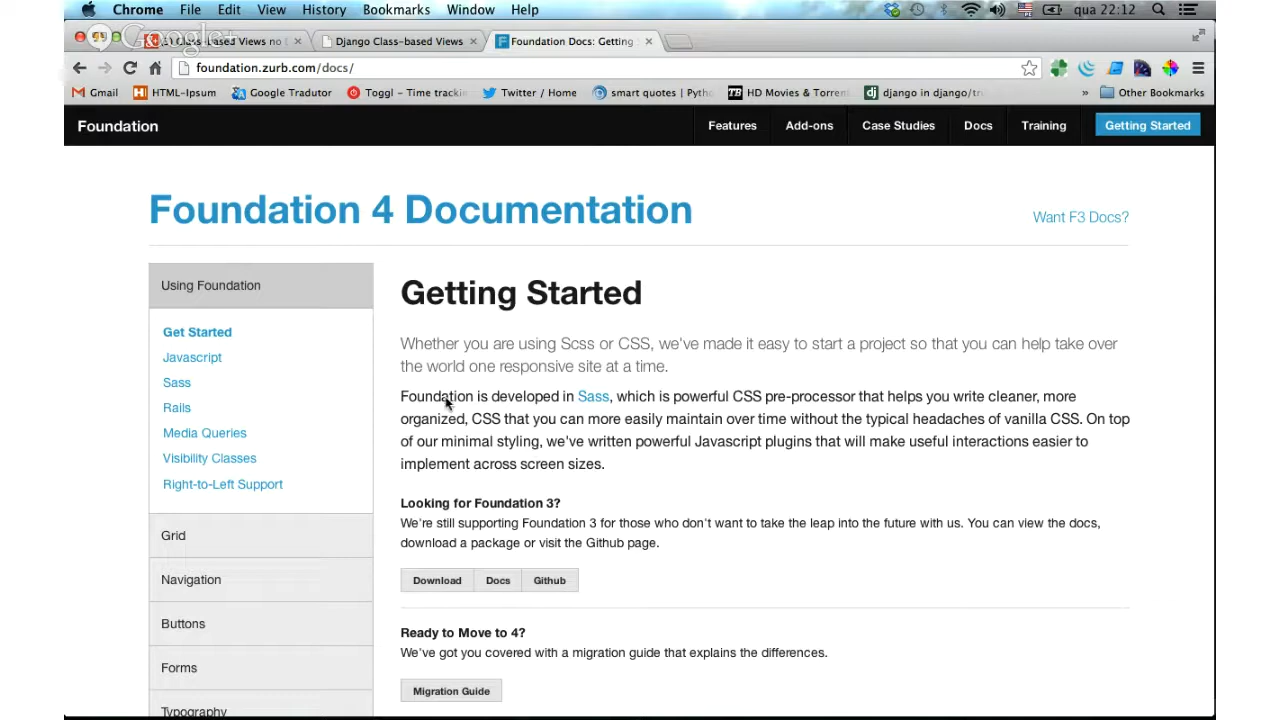 Chrome File Edit View History Bookmarks Window Help qua 22:12
Class-based Views no Django Class-based Views Foundation Docs: Getting
Google+
foundation.zurb.com/docs/
Gmail HTML-Ipsum Google Tradutor Toggl - Time trackin Twitter / Home smart quotes | Pytho HD Movies & Torren django in django/tru » Other Bookmarks
Foundation Features Add-ons Case Studies Docs Training Getting Started
Foundation 4 Documentation Want F3 Docs?
Using Foundation
Get Started
Javascript
Sass
Rails
Media Queries
Visibility Classes
Right-to-Left Support
Grid
Navigation
Buttons
Forms
Typography
Getting Started
Whether you are using Scss or CSS, we've made it easy to start a project so that you can help take over
the world one responsive site at a time.
Foundation is developed in Sass, which is powerful CSS pre-processor that helps you write cleaner, more
organized, CSS that you can more easily maintain over time without the typical headaches of vanilla CSS. On top
of our minimal styling, we've written powerful Javascript plugins that will make useful interactions easier to
implement across screen sizes.
Looking for Foundation 3?
We're still supporting Foundation 3 for those who don't want to take the leap into the future with us. You can view the docs,
download a package or visit the Github page.
Download Docs Github
Ready to Move to 4?
We've got you covered with a migration guide that explains the differences.
Migration Guide